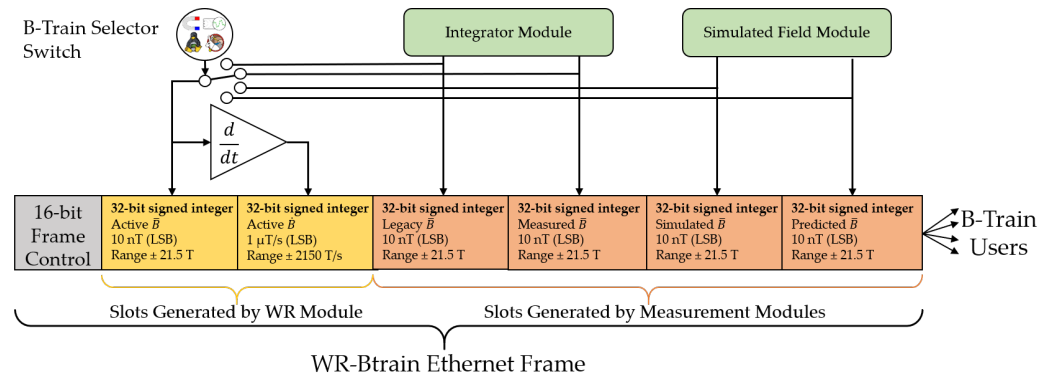 B-Train Selector
Switch
Integrator Module
Simulated Field Module
d
dt
16-bit
Frame
Control
32-bit signed integer
Active B̄
10 nT (LSB)
Range ± 21.5 T
32-bit signed integer
Active Ḃ
1 μT/s (LSB)
Range ± 2150 T/s
32-bit signed integer
Legacy B̄
10 nT (LSB)
Range ± 21.5 T
32-bit signed integer
Measured B̄
10 nT (LSB)
Range ± 21.5 T
32-bit signed integer
Simulated B̄
10 nT (LSB)
Range ± 21.5 T
32-bit signed integer
Predicted B̄
10 nT (LSB)
Range ± 21.5 T
B-Train
Users
Slots Generated by WR Module
Slots Generated by Measurement Modules
WR-Btrain Ethernet Frame